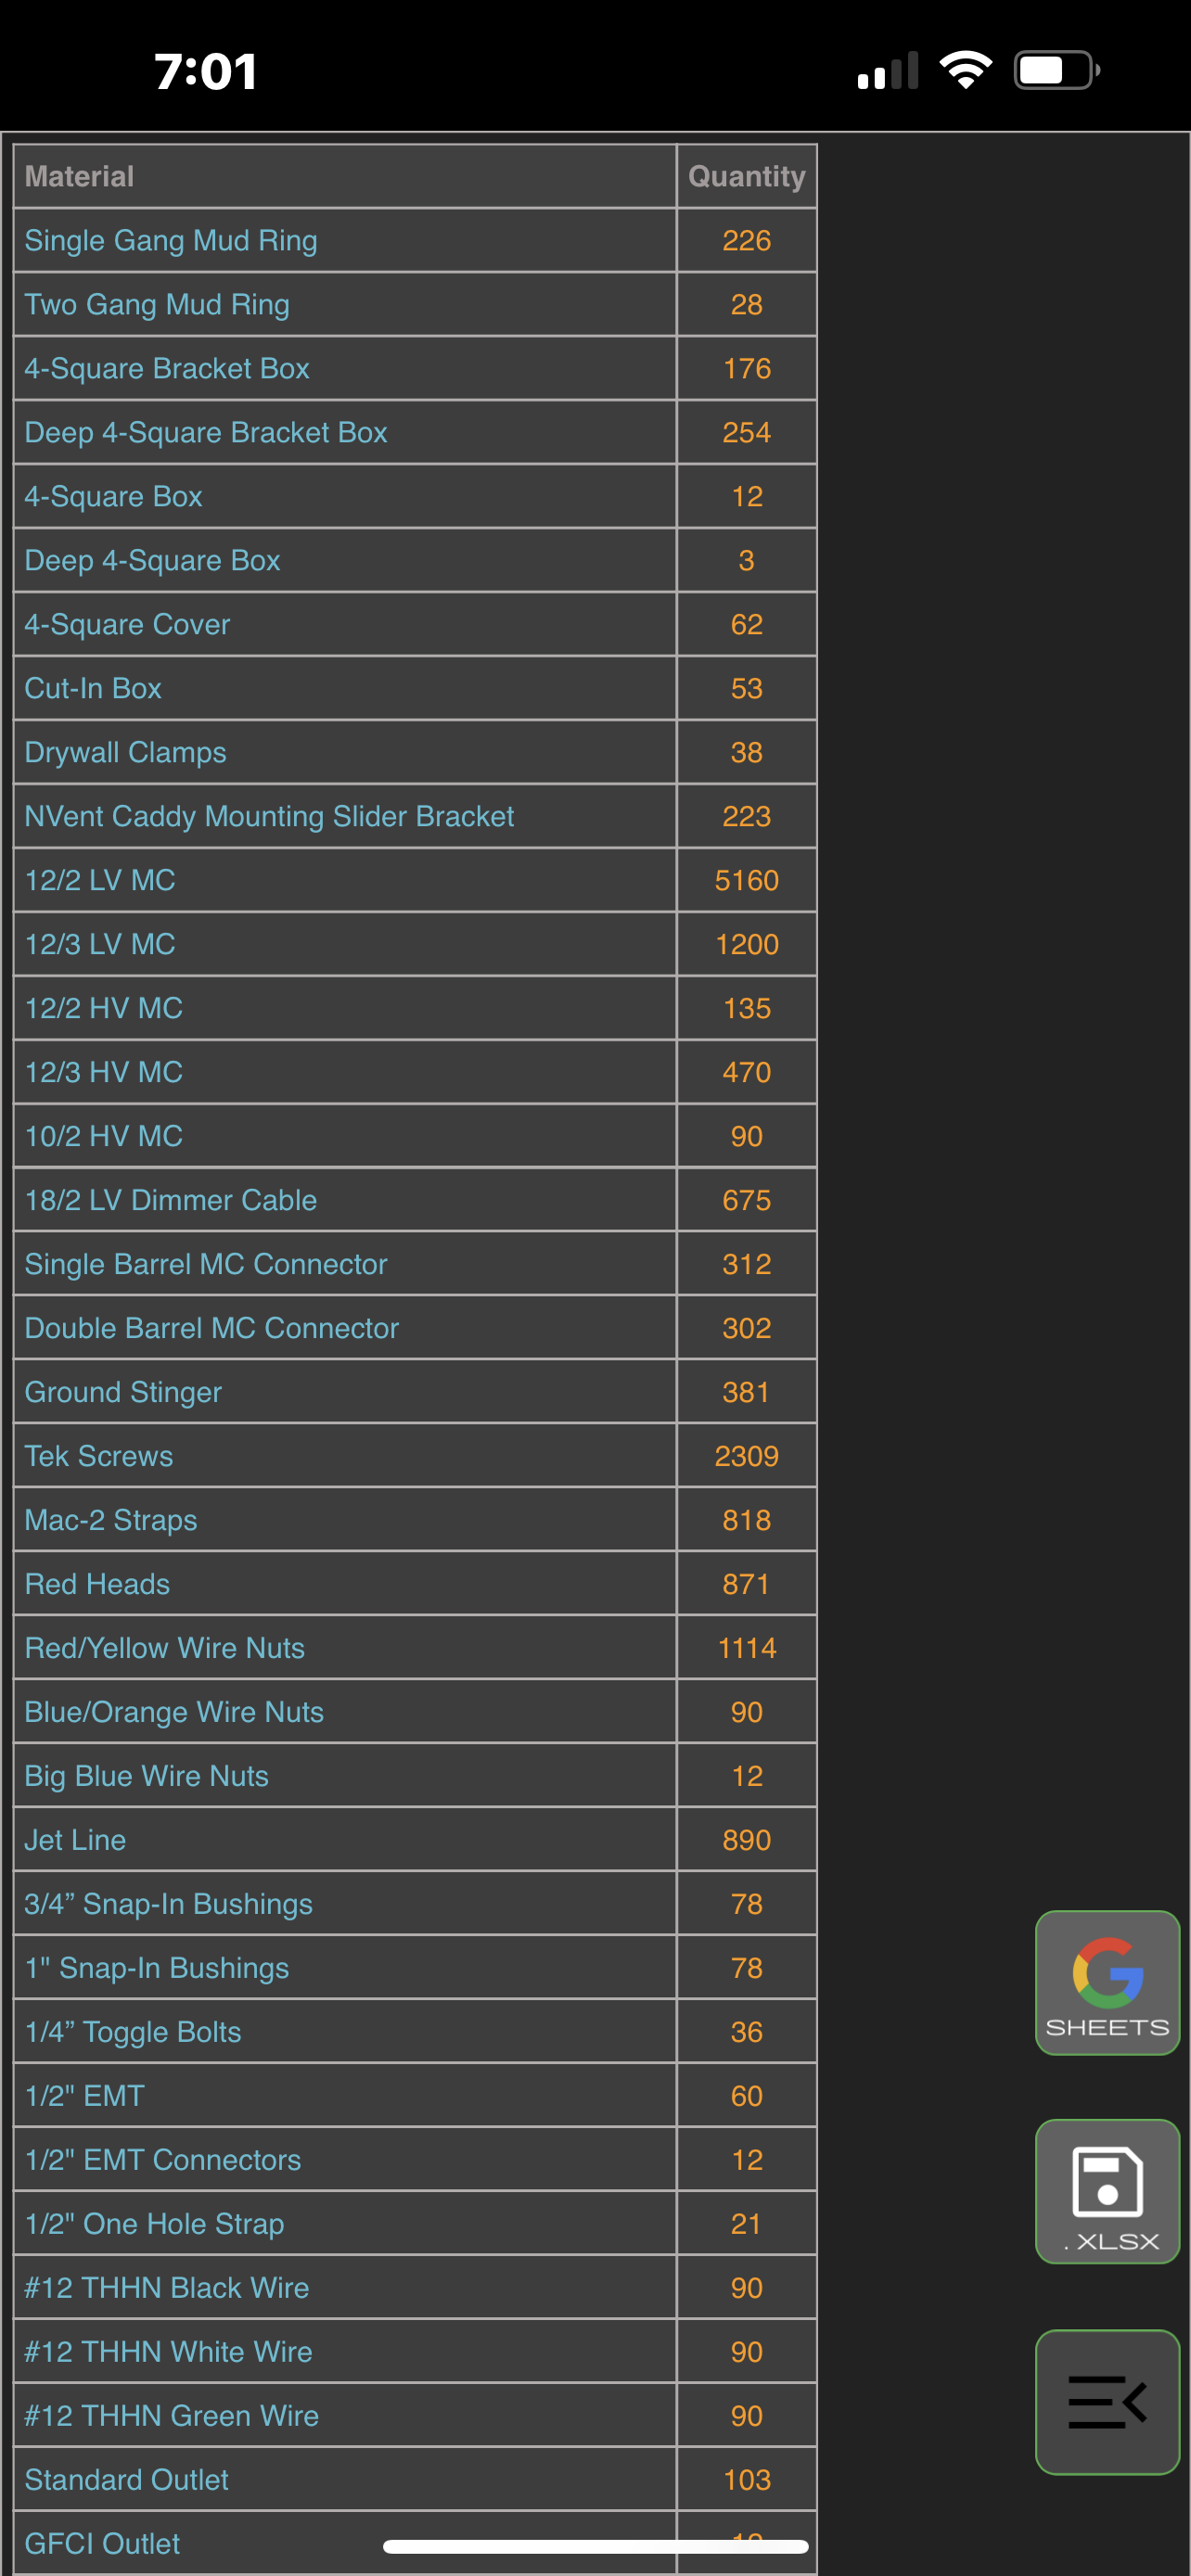 7:01
Material Quantity
Single Gang Mud Ring 226
Two Gang Mud Ring 28
4-Square Bracket Box 176
Deep 4-Square Bracket Box 254
4-Square Box 12
Deep 4-Square Box 3
4-Square Cover 62
Cut-In Box 53
Drywall Clamps 38
NVent Caddy Mounting Slider Bracket 223
12/2 LV MC 5160
12/3 LV MC 1200
12/2 HV MC 135
12/3 HV MC 470
10/2 HV MC 90
18/2 LV Dimmer Cable 675
Single Barrel MC Connector 312
Double Barrel MC Connector 302
Ground Stinger 381
Tek Screws 2309
Mac-2 Straps 818
Red Heads 871
Red/Yellow Wire Nuts 1114
Blue/Orange Wire Nuts 90
Big Blue Wire Nuts 12
Jet Line 890
3/4” Snap-In Bushings 78
1" Snap-In Bushings 78
1/4” Toggle Bolts 36
1/2" EMT 60
1/2" EMT Connectors 12
1/2" One Hole Strap 21
#12 THHN Black Wire 90
#12 THHN White Wire 90
#12 THHN Green Wire 90
Standard Outlet 103
GFCI Outlet
G
SHEETS
.XLSX